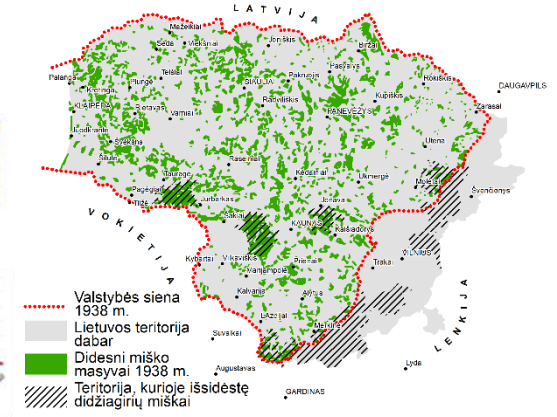 LATVIJA
Mažeikiai
Seda
Viekšniai
Joniškis
Biržai
Palanga
Plungė
Telšiai
ŠIAULIAI
Pakruojis
Pasvalys
Rokiškis
DAUGAVPILS
Kretinga
KLAIPĖDA
Rietavas
Varniai
Radviliškis
PANEVĖŽYS
Kupiškis
Zarasai
Juodkrantė
Švėkšna
Šilutė
Raseiniai
Utena
Tauragė
Kėdainiai
Ukmergė
Molėtai
Švenčionys
Pagėgiai
Tilžė
Jurbarkas
Šakiai
Jonava
VOKIETIJA
KAUNAS
Kaišiadorys
Kybartai
Vilkaviškis
Prienai
Trakai
VILNIUS
Marijampolė
Kalvarija
Alytus
LENKIJA
Lazdijai
Merkinė
Suvalkai
Augustavas
Lyda
GARDINAS
Valstybės siena
1938 m.
Lietuvos teritorija
dabar
Didesni miško
masyvai 1938 m.
Teritorija, kurioje išsidėstę
didžiagirių miškai